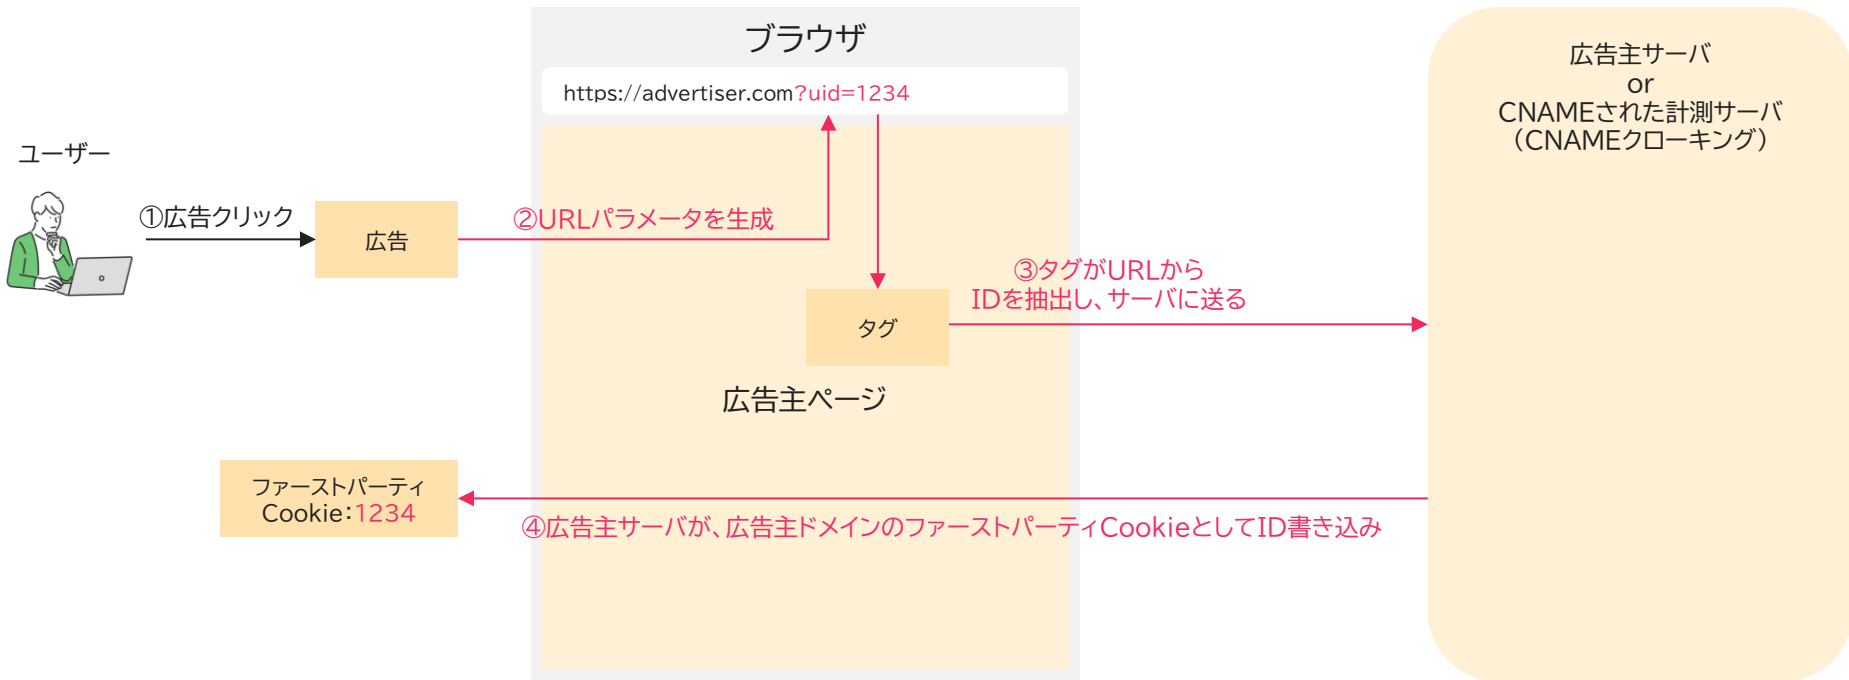 ブラウザ
https://advertiser.com?uid=1234
広告主サーバ
or
CNAMEされた計測サーバ
（CNAMEクローキング）
ユーザー
①広告クリック
広告
②URLパラメータを生成
③タグがURLから
IDを抽出し、サーバに送る
タグ
広告主ページ
ファーストパーティ
Cookie：1234
④広告主サーバが、広告主ドメインのファーストパーティCookieとしてID書き込み